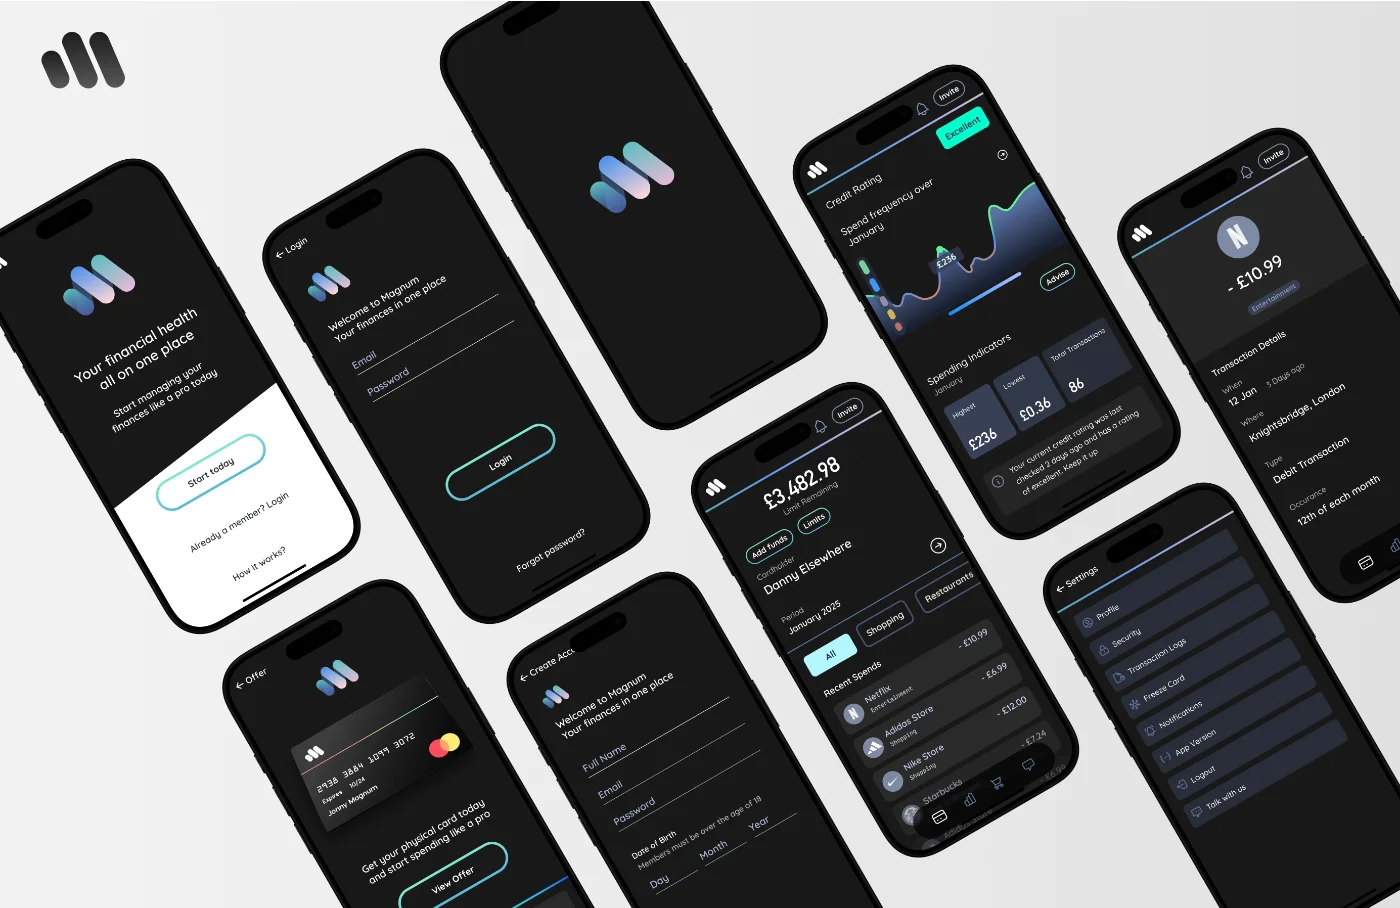 Your financial health
all on one place
Start managing your
finances like a pro today
Start today
Already a member? Login
How it works?
← Login
Welcome to Magnum
Your finances in one place
Email
Password
Login
Forgot password?
Invite
Excellent
Credit Rating
Spend frequency over
January
£236
Advise
Spending Indicators
January
Highest
£236
Lowest
£0.36
Total Transactions
86
Your current credit rating was last
checked 2 days ago and has a rating
of excellent. Keep it up
Invite
N
- £10.99
Entertainment
Transaction Details
When
12 Jan
3 Days ago
Where
Knightsbridge, London
Type
Debit Transaction
Occurance
12th of each month
← Offer
2938 3884 1099 3072
Expires 10/24
Jonny Magnum
Get your physical card today
and start spending like a pro
View Offer
← Create Acco
Welcome to Magnum
Your finances in one place
Full Name
Email
Password
Date of Birth
Members must be over the age of 18
Day
Month
Year
Invite
£3,482.98
Limit Remaining
Add funds
Limits
Cardholder
Danny Elsewhere
Period
January 2025
All
Shopping
Restaurants
Recent Spends
N
Netflix
Entertainment
- £10.99
Adidas Store
Shopping
- £6.99
Nike Store
Shopping
- £12.00
Starbucks
- £7.24
Adidas Store
- £6.99
← Settings
Profile
Security
Transaction Logs
Freeze Card
Notifications
App Version
Logout
Talk with us